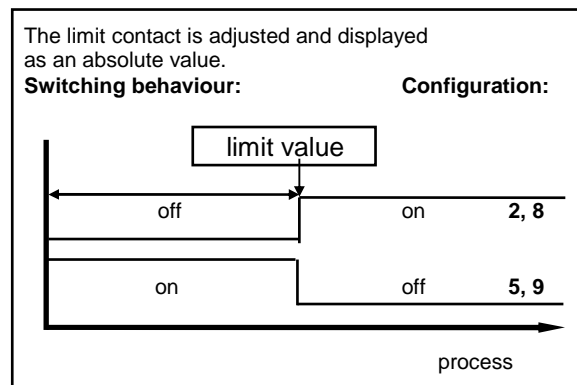 The limit contact is adjusted and displayed
as an absolute value.
Switching behaviour: Configuration:
limit value
off on 2, 8
on off 5, 9
process